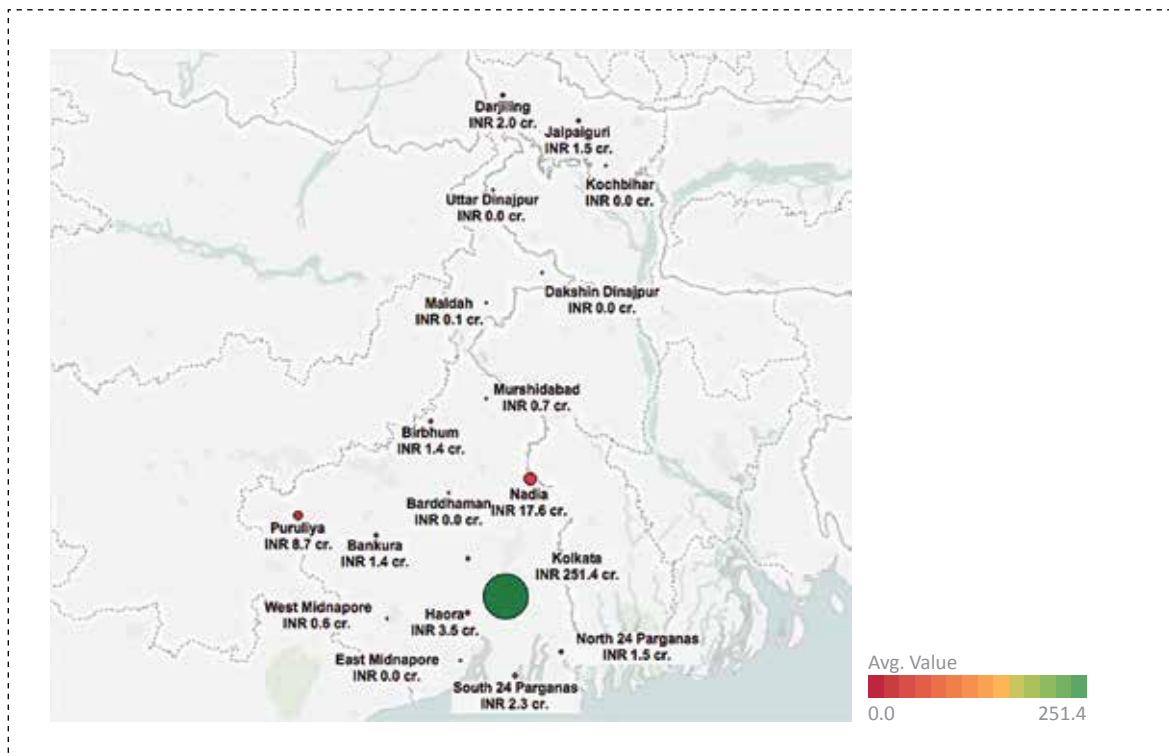 Darjiling
INR 2.0 cr.
Jalpaiguri
INR 1.5 cr.
Kochbihar
INR 0.0 cr.
Uttar Dinajpur
INR 0.0 cr.
Dakshin Dinajpur
INR 0.0 cr.
Maldah
INR 0.1 cr.
Murshidabad
INR 0.7 cr.
Birbhum
INR 1.4 cr.
Nadia
INR 17.6 cr.
Barddhaman
INR 0.0 cr.
Puruliya
INR 8.7 cr.
Bankura
INR 1.4 cr.
Kolkata
INR 251.4 cr.
West Midnapore
INR 0.6 cr.
Haora
INR 3.5 cr.
North 24 Parganas
INR 1.5 cr.
East Midnapore
INR 0.0 cr.
South 24 Parganas
INR 2.3 cr.
Avg. Value
0.0 251.4